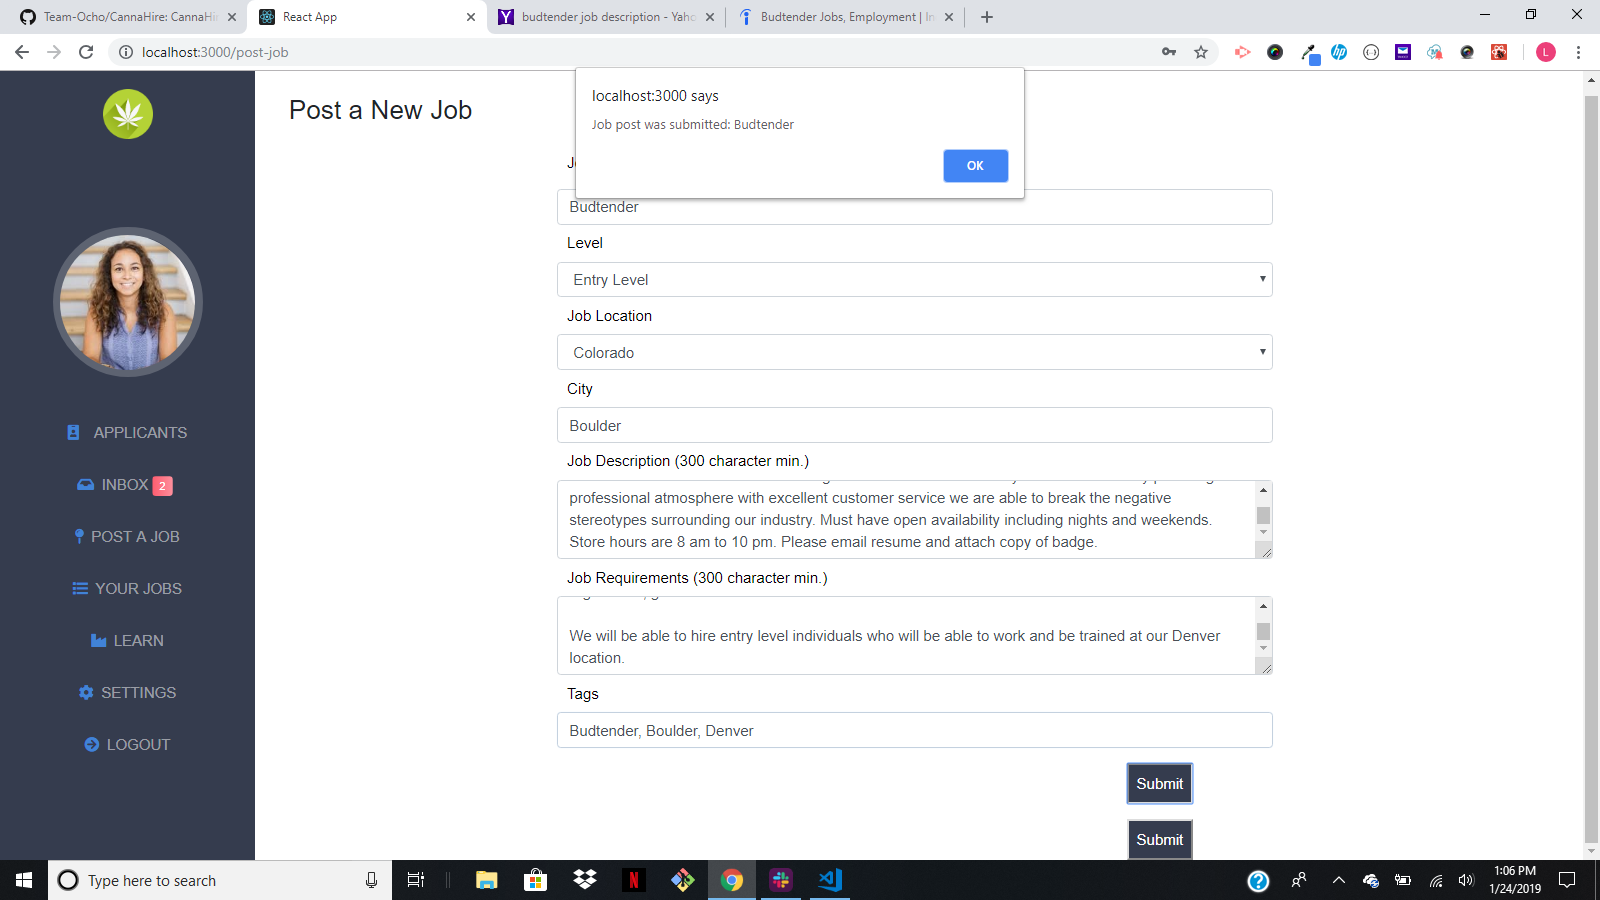 Team-Ocho/CannaHire: CannaHi
React App
budtender job description - Yaho
Budtender Jobs, Employment | In
localhost:3000/post-job
L
localhost:3000 says
Job post was submitted: Budtender
OK
Post a New Job
Budtender
Level
Entry Level
Job Location
Colorado
City
Boulder
Job Description (300 character min.)
professional atmosphere with excellent customer service we are able to break the negative
stereotypes surrounding our industry. Must have open availability including nights and weekends.
Store hours are 8 am to 10 pm. Please email resume and attach copy of badge.
Job Requirements (300 character min.)
We will be able to hire entry level individuals who will be able to work and be trained at our Denver
location.
Tags
Budtender, Boulder, Denver
Submit
Submit
APPLICANTS
INBOX 2
POST A JOB
YOUR JOBS
LEARN
SETTINGS
LOGOUT
Type here to search
1:06 PM
1/24/2019